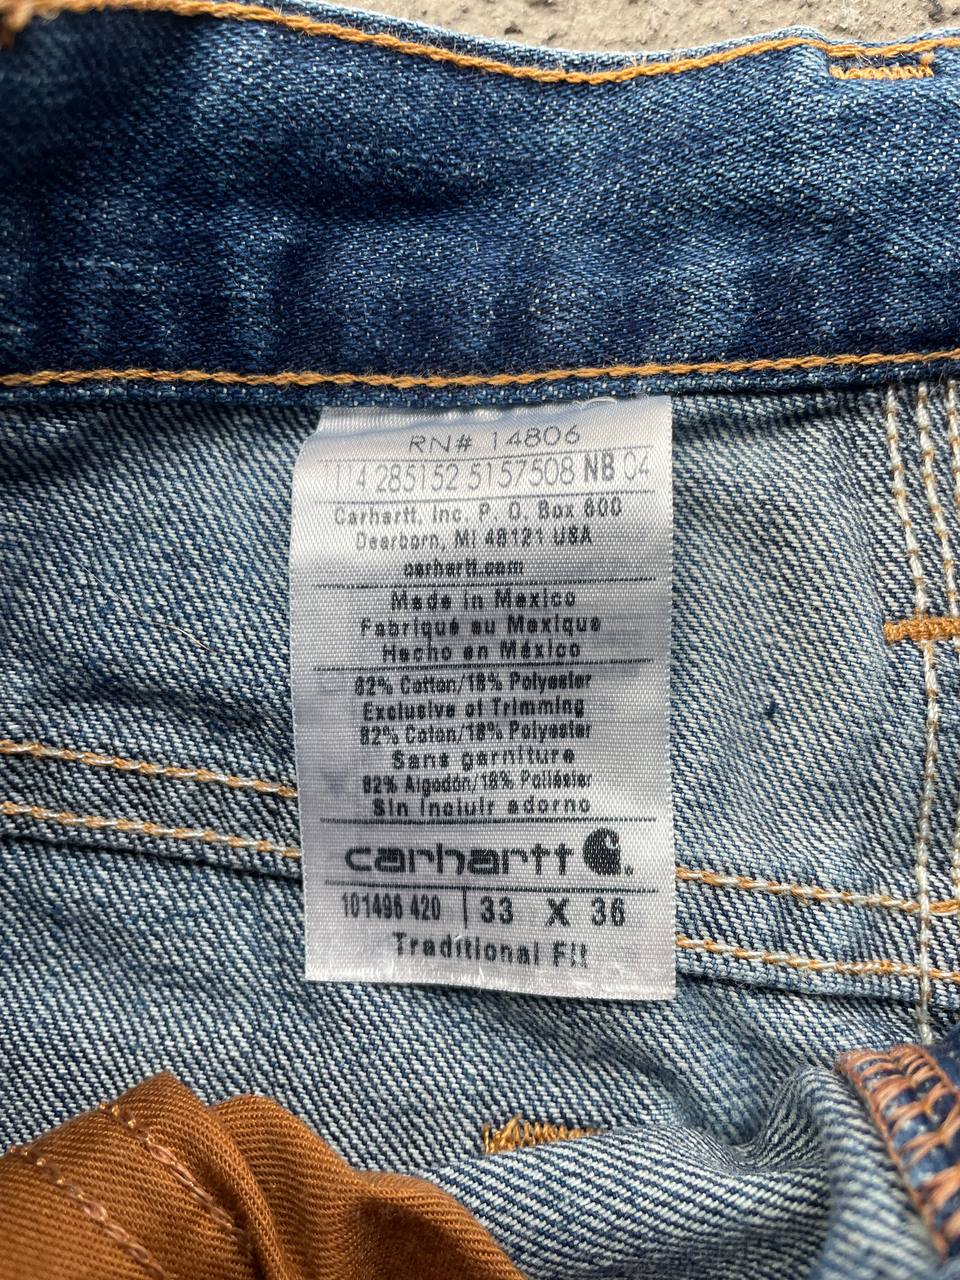 RN# 14806
114 285152 5157508 NB 04
Carhartt, Inc. P. O. Box 600
Dearborn, MI 48121 USA
carhartt.com
Made in Mexico
Fabriqué au Mexique
Hecho en México
82% Cotton/18% Polyester
Exclusive of Trimming
82% Coton/18% Polyester
Sans garniture
82% Algodón/18% Poliéster
Sin incluir adorno
carhartt
101496 420 | 33 X 36
Traditional Fit